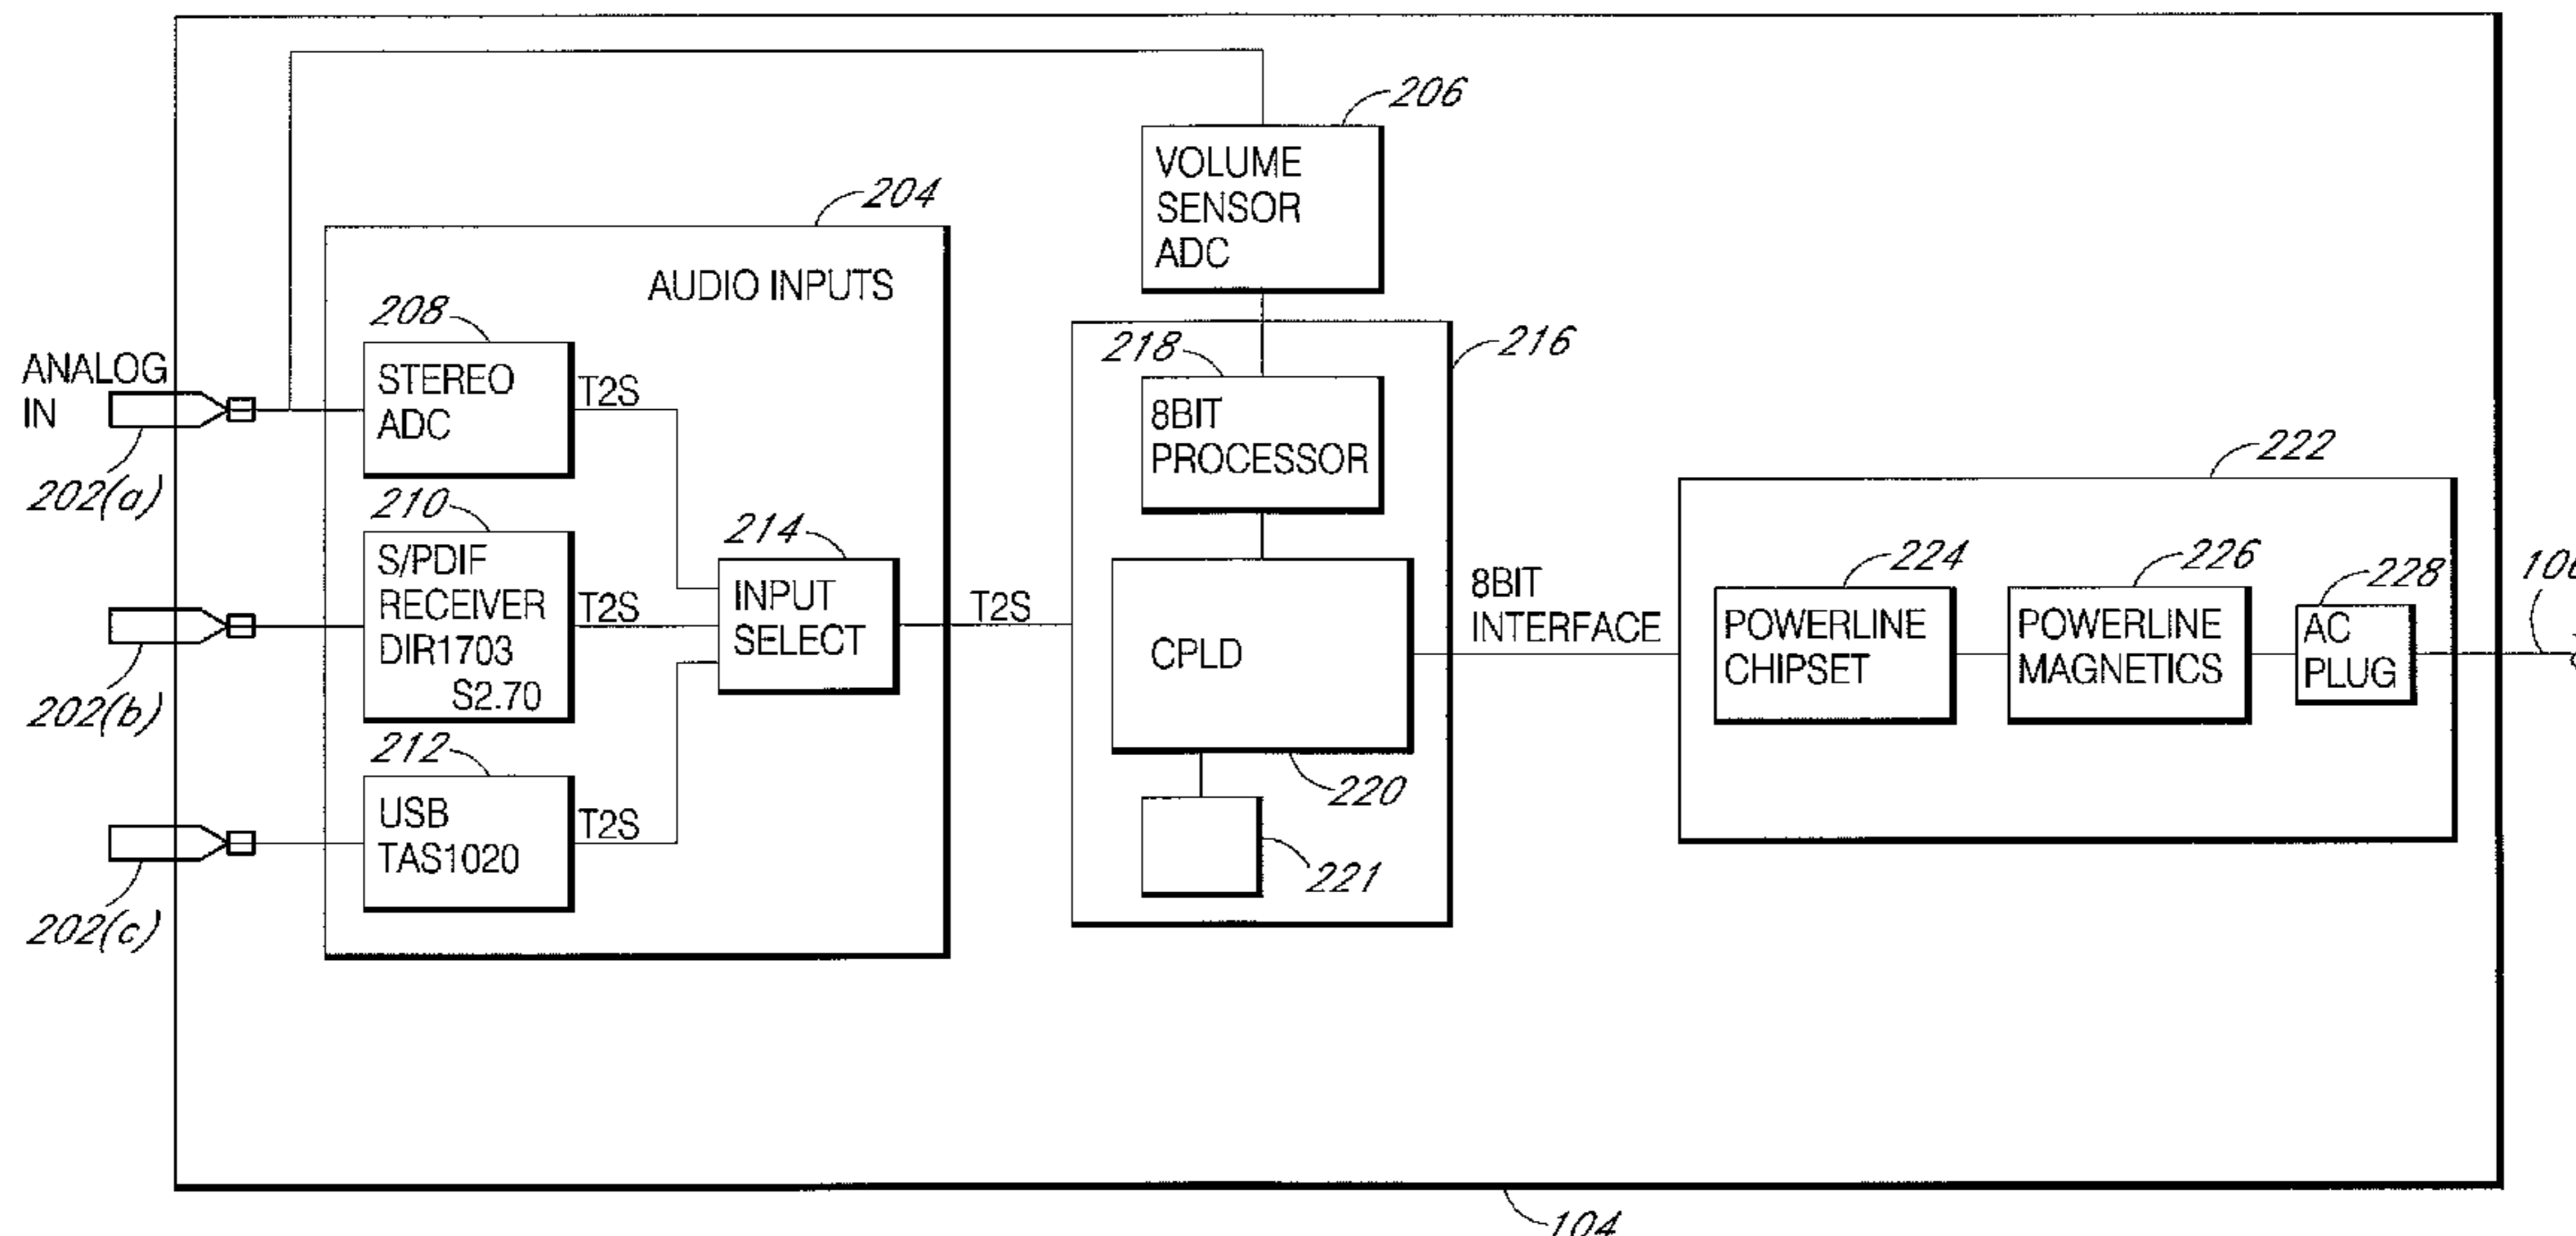 206
VOLUME
SENSOR
ADC
204
AUDIO INPUTS
208
STEREO
ADC
T2S
ANALOG
IN
202(a)
210
S/PDIF
RECEIVER
DIR1703
S2.70
T2S
202(b)
212
USB
TAS1020
T2S
202(c)
214
INPUT
SELECT
T2S
216
218
8BIT
PROCESSOR
CPLD
220
221
8BIT
INTERFACE
222
224
POWERLINE
CHIPSET
226
POWERLINE
MAGNETICS
228
AC
PLUG
104